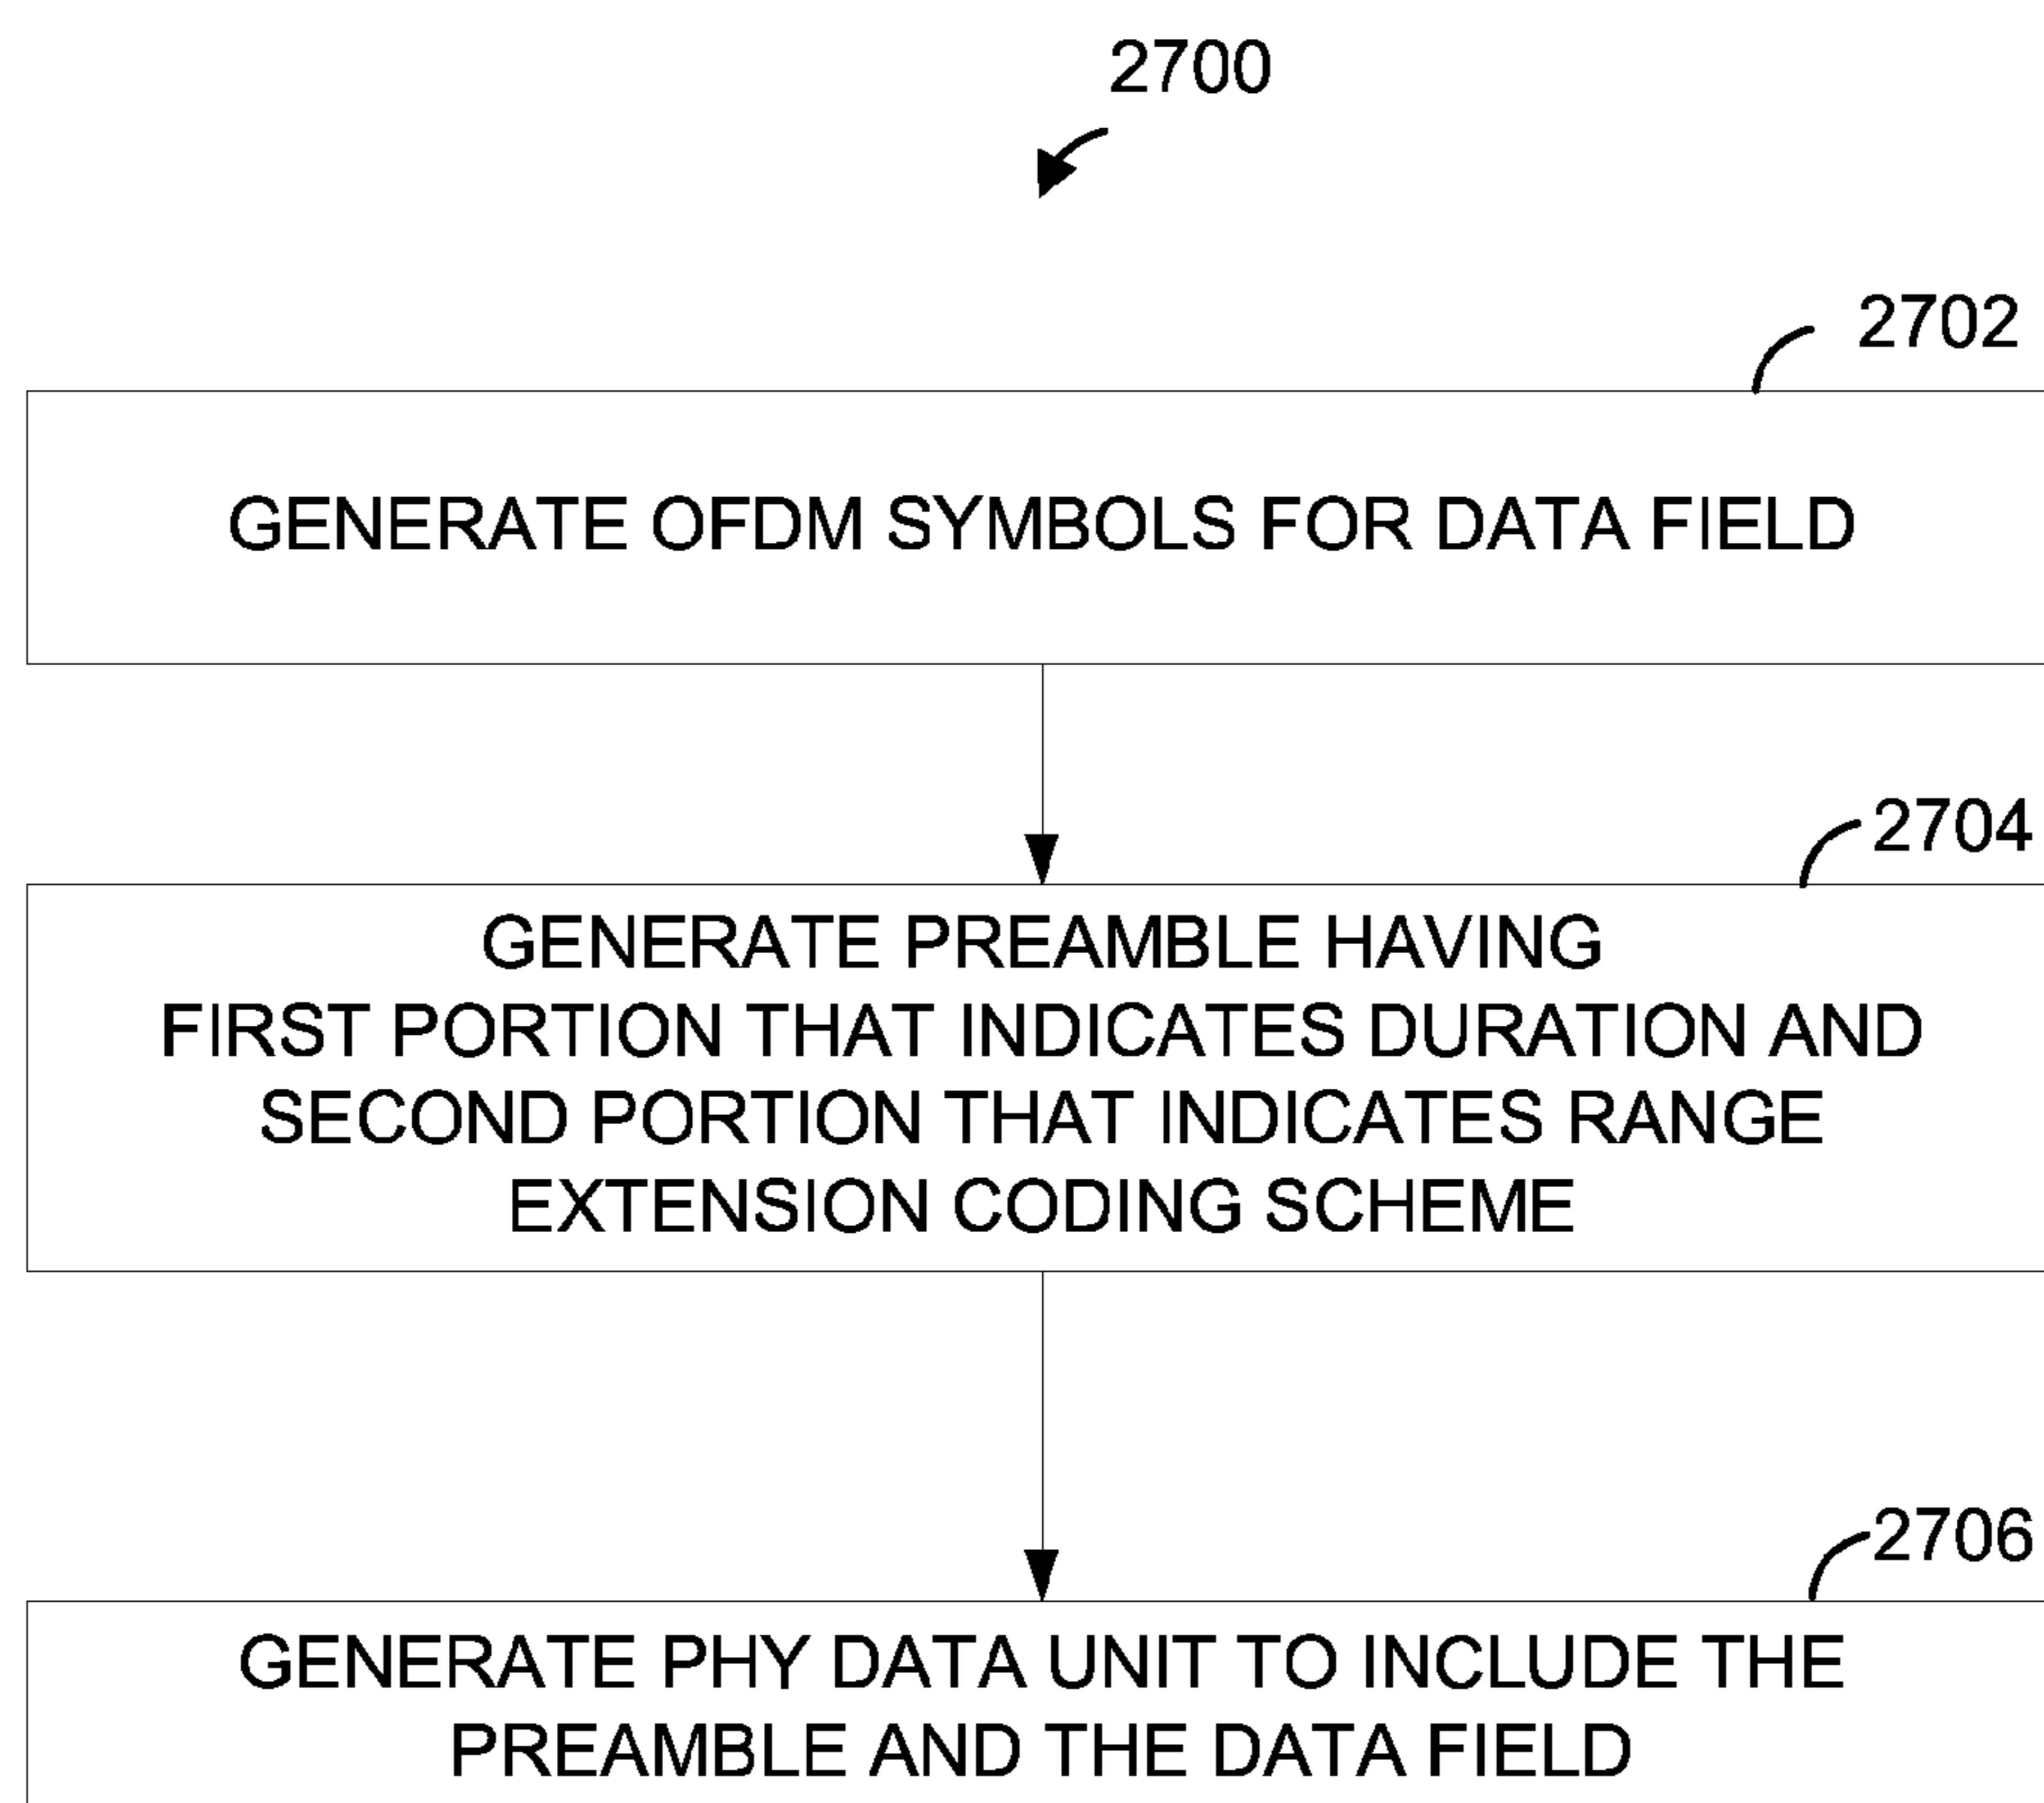 2700
2702
GENERATE OFDM SYMBOLS FOR DATA FIELD
2704
GENERATE PREAMBLE HAVING
FIRST PORTION THAT INDICATES DURATION AND
SECOND PORTION THAT INDICATES RANGE
EXTENSION CODING SCHEME
2706
GENERATE PHY DATA UNIT TO INCLUDE THE
PREAMBLE AND THE DATA FIELD